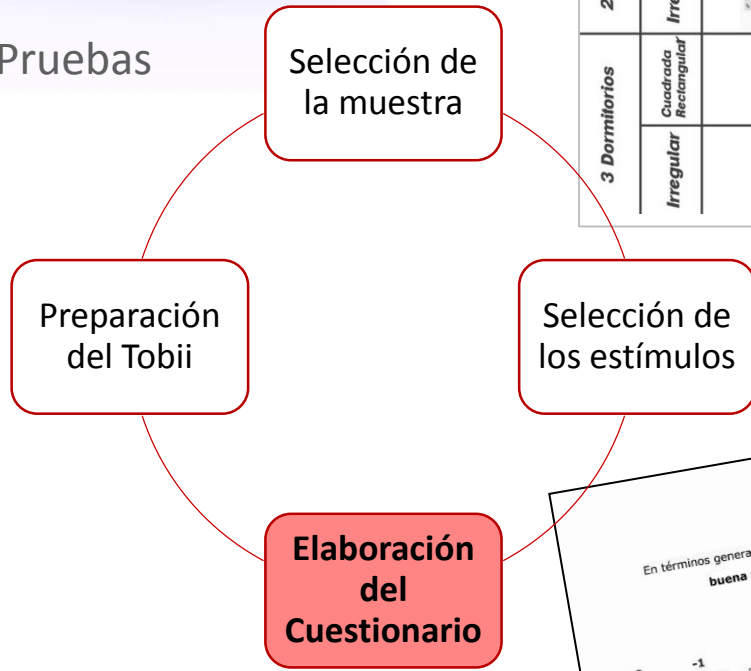 Pruebas
Selección de
la muestra
3 Dormitorios
Cuadrada
Rectangular
Irregular
Preparación
del Tobii
Selección de
los estímulos
Elaboración
del
Cuestionario
En términos
buena
-1